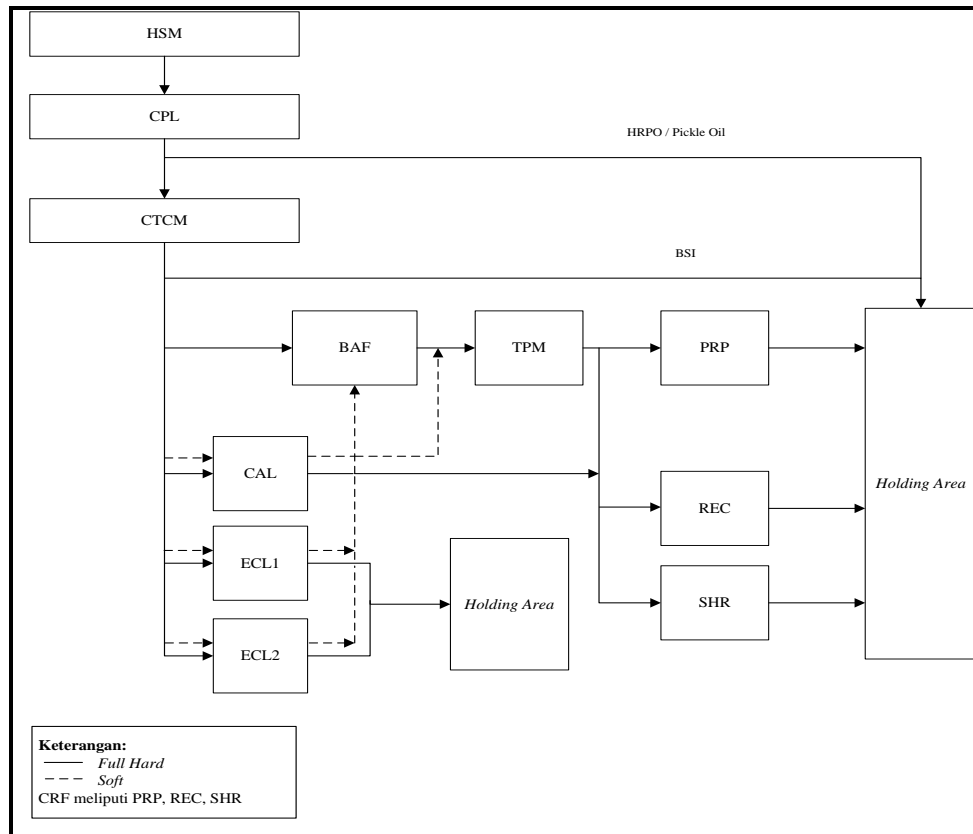 HSM
CPL
HRPO / Pickle Oil
CTCM
BSI
BAF
TPM
PRP
CAL
REC
Holding Area
ECL1
Holding Area
SHR
ECL2
Keterangan:
Full Hard
Soft
CRF meliputi PRP, REC, SHR